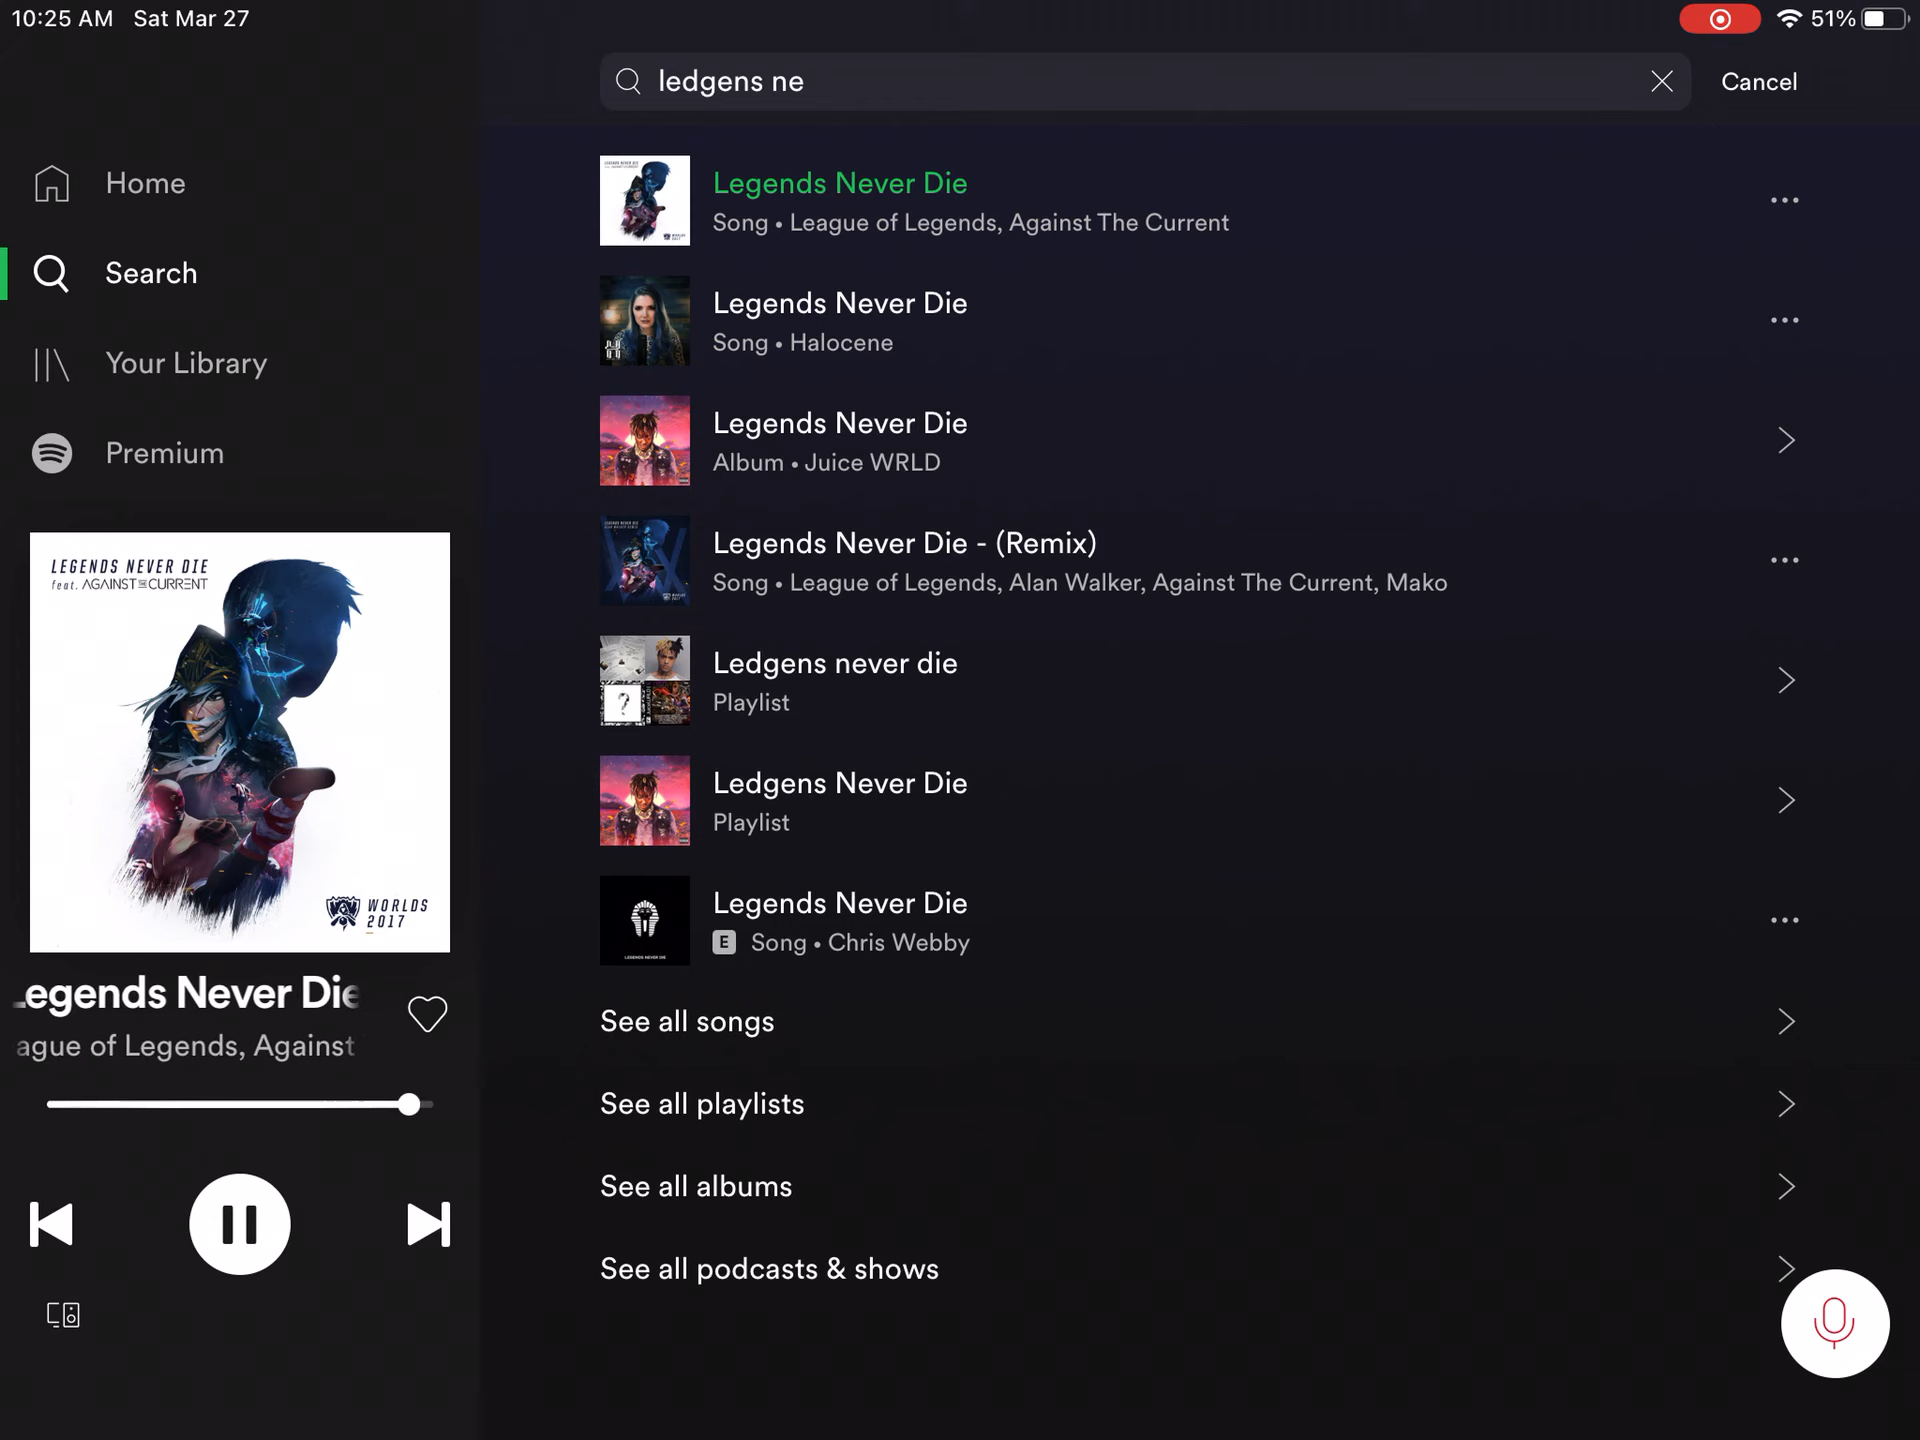 10:25 AM Sat Mar 27
51%
ledgens ne
Cancel
Home
Search
Your Library
Premium
LEGENDS NEVER DIE
feat. AGAINST THE CURRENT
WORLDS
2017
Legends Never Die
ague of Legends, Against
Legends Never Die
Song • League of Legends, Against The Current
Legends Never Die
Song • Halocene
Legends Never Die
Album • Juice WRLD
Legends Never Die - (Remix)
Song • League of Legends, Alan Walker, Against The Current, Mako
Ledgens never die
Playlist
Ledgens Never Die
Playlist
Legends Never Die
E Song • Chris Webby
See all songs
See all playlists
See all albums
See all podcasts & shows